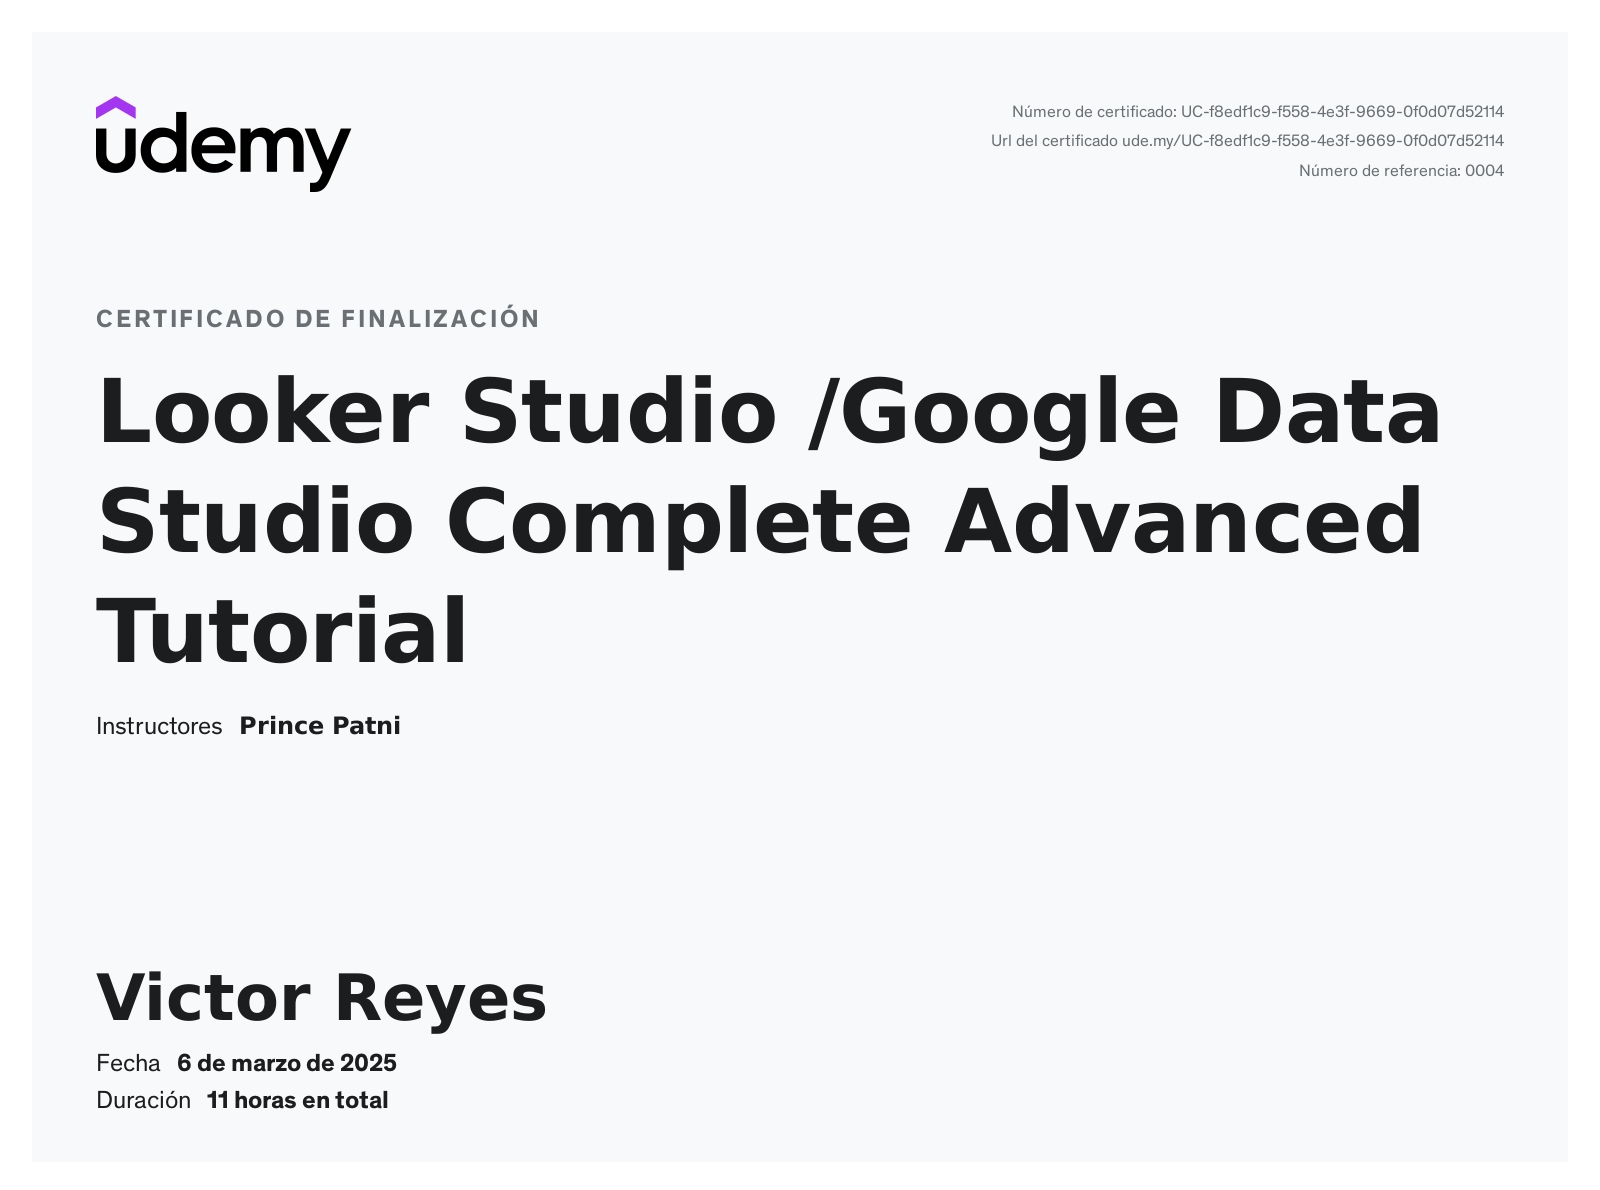 udemy
Número de certificado: UC-f8edf1c9-f558-4e3f-9669-0f0d07d52114
Url del certificado ude.my/UC-f8edf1c9-f558-4e3f-9669-0f0d07d52114
Número de referencia: 0004
CERTIFICADO DE FINALIZACIÓN
Looker Studio /Google Data
Studio Complete Advanced
Tutorial
Instructores Prince Patni
Victor Reyes
Fecha 6 de marzo de 2025
Duración 11 horas en total